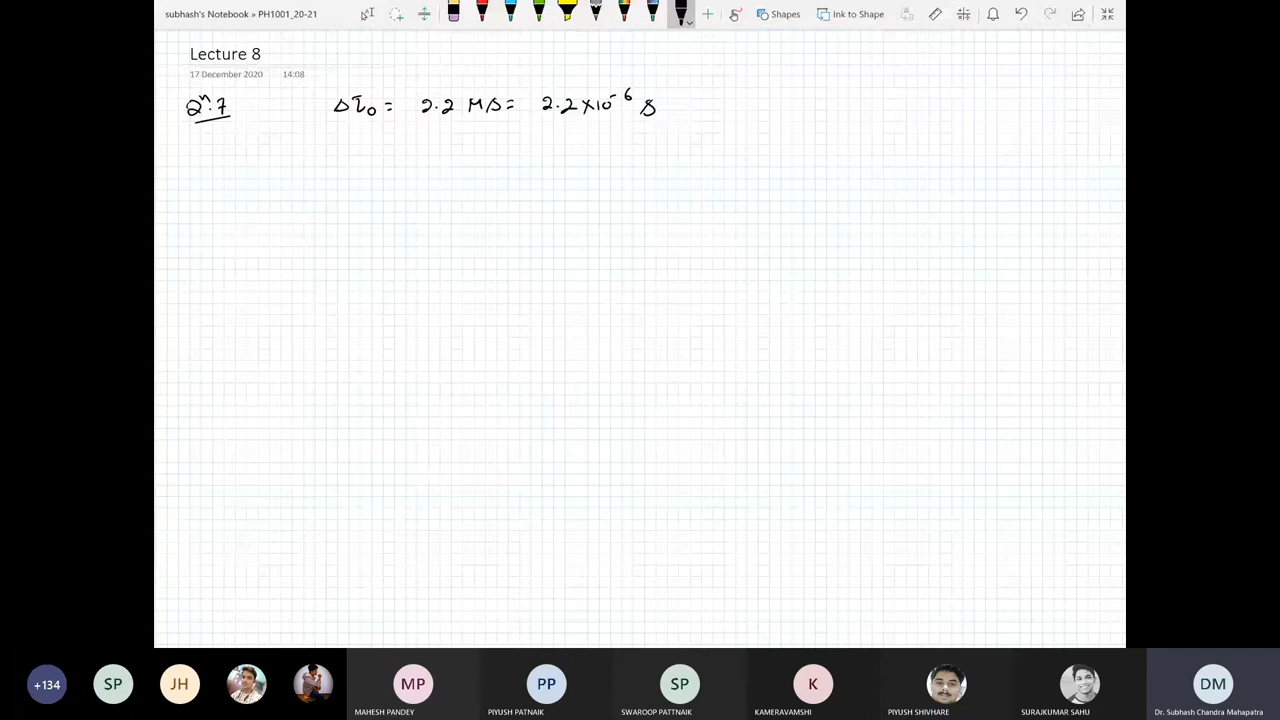 subhash's Notebook » PH1001_20-21
Shapes
Ink to Shape
Lecture 8
17 December 2020 14:08
Qⁿ.7 Δτ₀ = 2.2 μs = 2.2×10⁻⁶ s
+134
SP
JH
MP
PP
SP
K
DM
MAHESH PANDEY
PIYUSH PATNAIK
SWAROOP PATTNAIK
KAMERAVAMSHI
PIYUSH SHIVHARE
SURAJKUMAR SAHU
Dr. Subhash Chandra Mahapatra